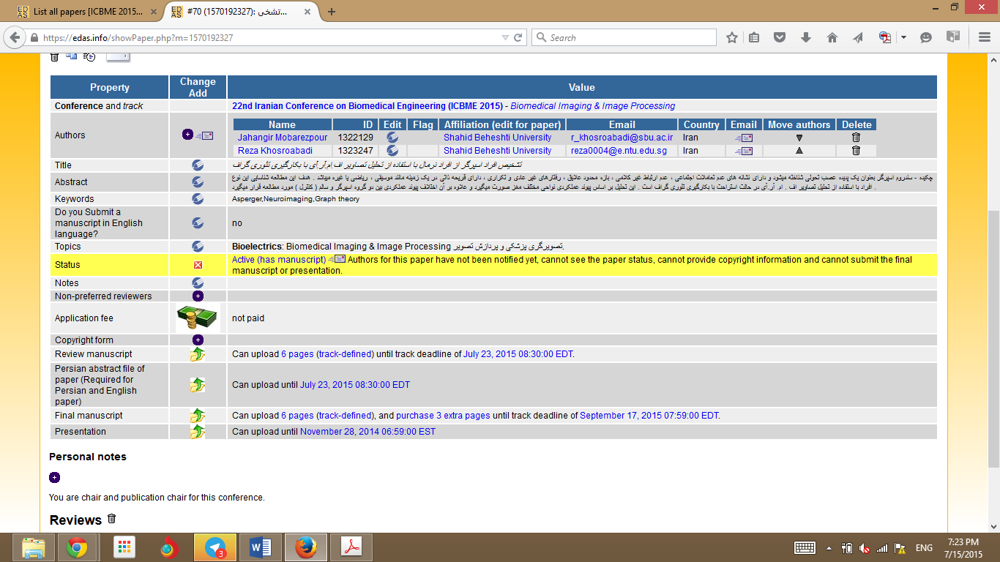 List all papers [ICBME 2015...
#70 (1570192327): تشخی...
https://edas.info/showPaper.php?m=1570192327
Search
Property
Change Add
Value
Conference and track
22nd Iranian Conference on Biomedical Engineering (ICBME 2015) - Biomedical Imaging & Image Processing
Authors
Name ID Edit Flag Affiliation (edit for paper) Email Country Email Move authors Delete
Jahangir Mobarezpour 1322129 Shahid Beheshti University r_khosroabadi@sbu.ac.ir Iran
Reza Khosroabadi 1323247 Shahid Beheshti University reza0004@e.ntu.edu.sg Iran
Title
تشخیص افراد اسپرگر از افراد نرمال با استفاده از تحلیل تصاویر اف.ام.آر.آی با بکارگیری تئوری گراف
Abstract
چکیده - سندروم اسپرگر بعنوان یک پدیده عصب تحولی شناخته میشود و دارای نشانه های عدم تعاملات اجتماعی ، عدم ارتباط غیر کلامی ، بازه محدود علایق ، رفتارهای غیر عادی و تکراری ، دارای قریحه ذاتی در یک زمینه مانند موسیقی ، ریاضی یا غیره میباشد . هدف این مطالعه شناسایی این نوع
افراد با استفاده از تحلیل تصاویر اف . ام. آر.آی در حالت استراحت با بکارگیری تئوری گراف است . این تحلیل بر اساس پیوند عملکردی نواحی مختلف مغز صورت میگیرد و علاوه بر آن اختلاف پیوند عملکردی بین دو گروه اسپرگر و سالم ( کنترل ) مورد مطالعه قرار میگیرد .
Keywords
Asperger,Neuroimaging,Graph theory
Do you Submit a
manuscript in English
language?
no
Topics
Bioelectrics: Biomedical Imaging & Image Processing تصویرگری پزشکی و پردازش تصویر.
Status
Active (has manuscript) Authors for this paper have not been notified yet, cannot see the paper status, cannot provide copyright information and cannot submit the final
manuscript or presentation.
Notes
Non-preferred reviewers
Application fee
not paid
Copyright form
Review manuscript
Can upload 6 pages (track-defined) until track deadline of July 23, 2015 08:30:00 EDT.
Persian abstract file of
paper (Required for
Persian and English
paper)
Can upload until July 23, 2015 08:30:00 EDT
Final manuscript
Can upload 6 pages (track-defined), and purchase 3 extra pages until track deadline of September 17, 2015 07:59:00 EDT.
Presentation
Can upload until November 28, 2014 06:59:00 EST
Personal notes
You are chair and publication chair for this conference.
Reviews
3
ENG
7:23 PM
7/15/2015